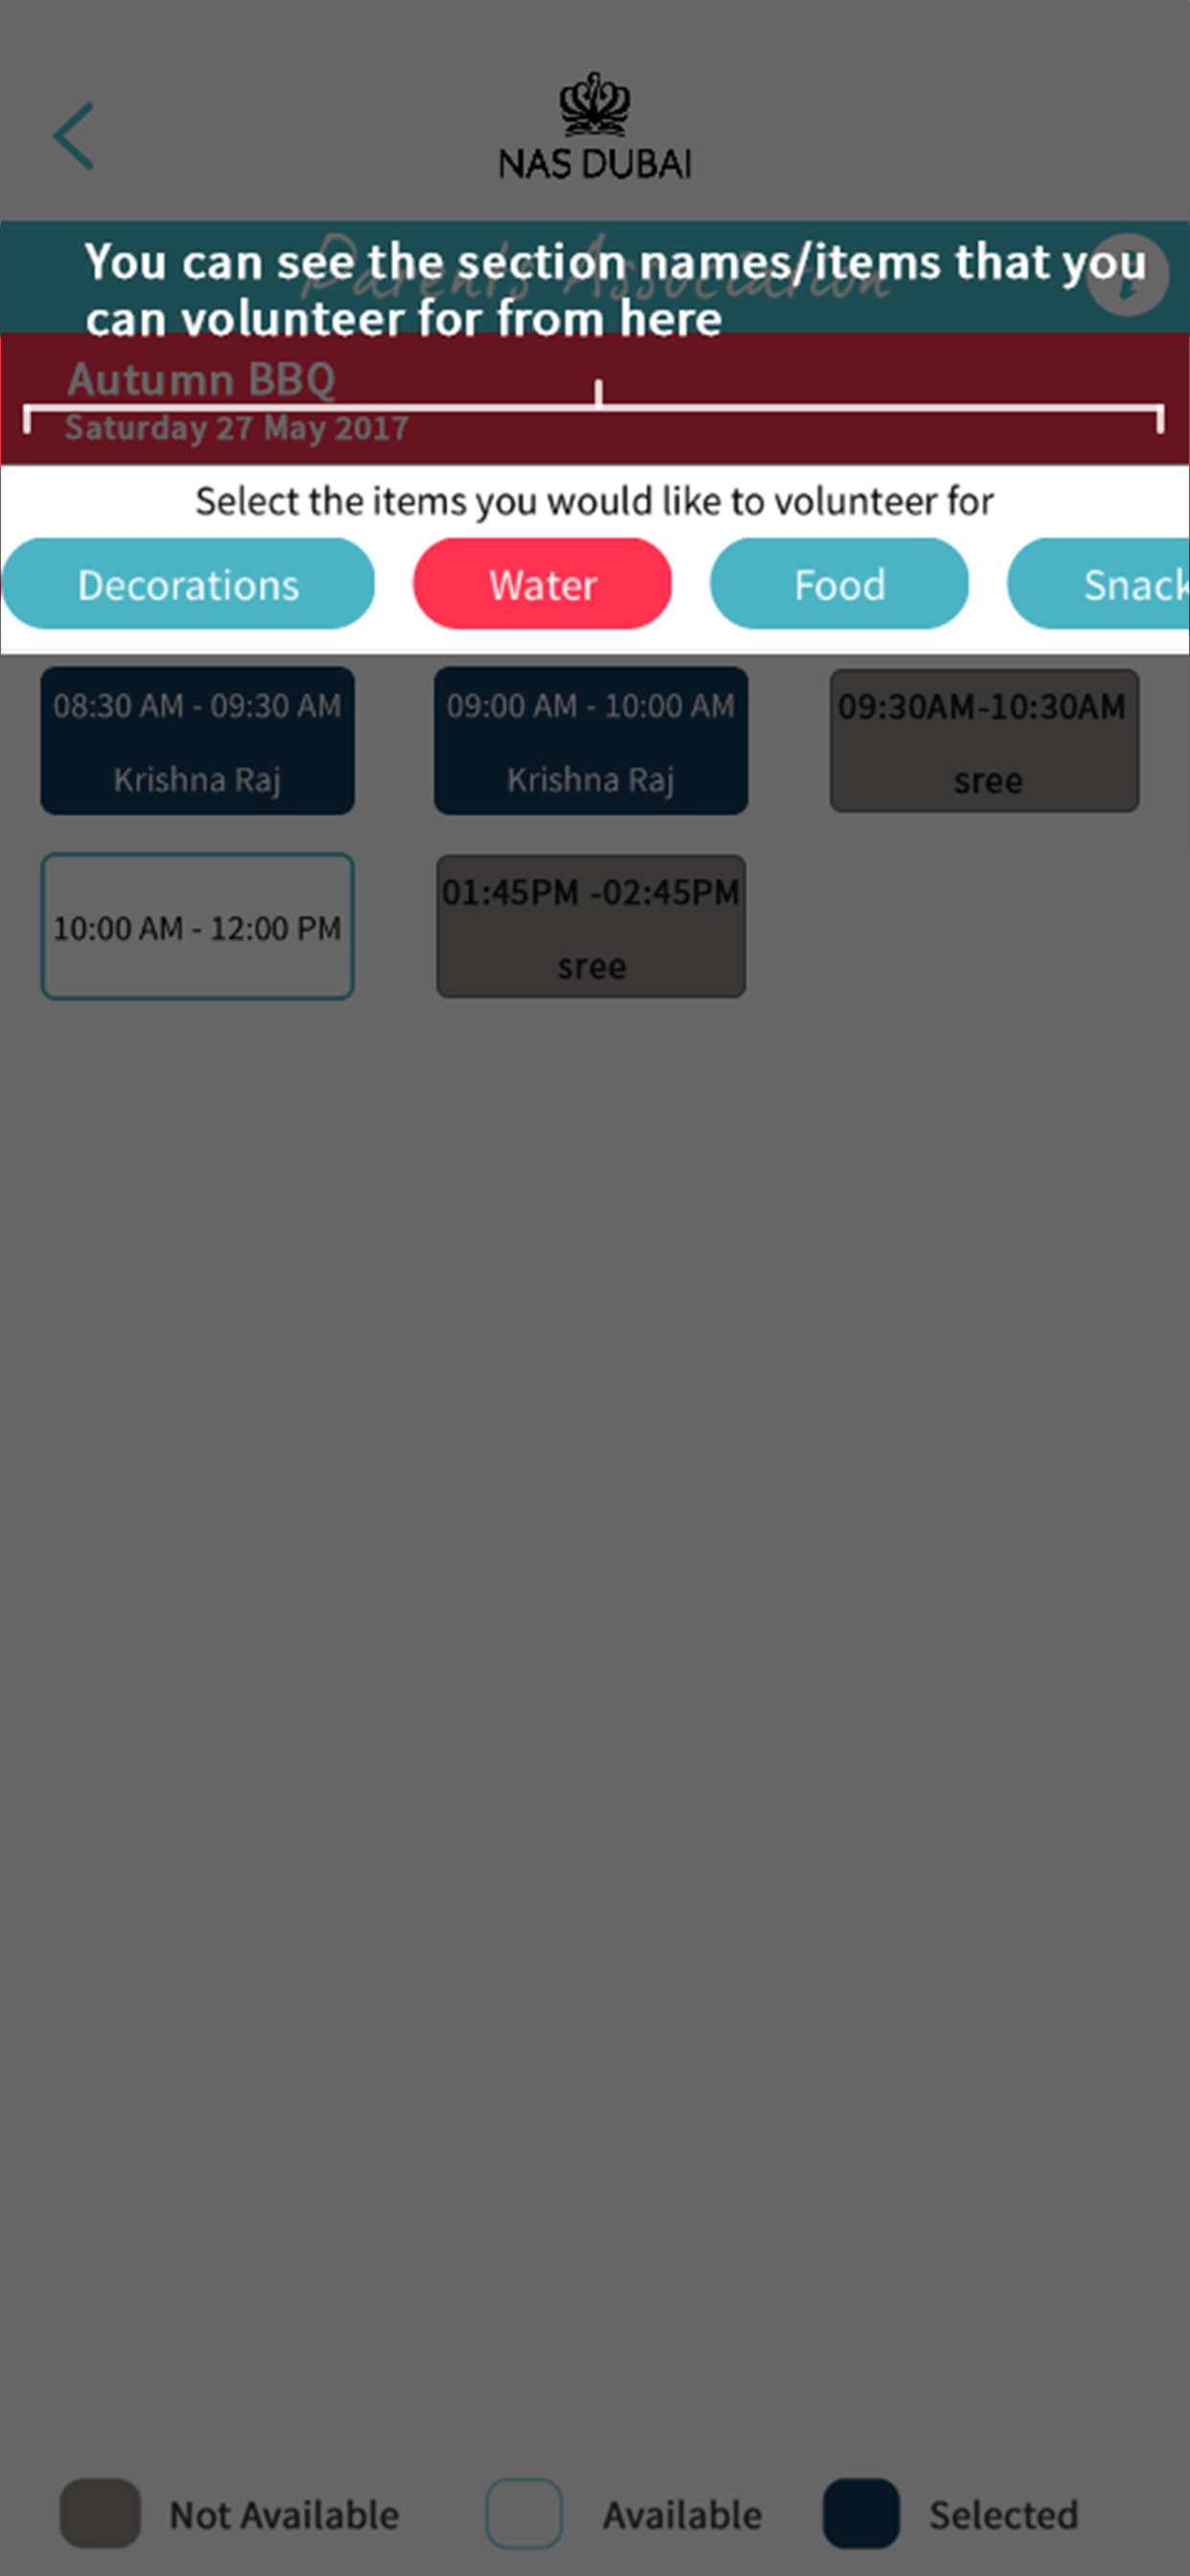 NAS DUBAI
Parents Association
You can see the section names/items that you
can volunteer for from here
Autumn BBQ
Saturday 27 May 2017
Select the items you would like to volunteer for
Decorations Water Food Snack
08:30 AM - 09:30 AM 09:00 AM - 10:00 AM 09:30AM-10:30AM
Krishna Raj Krishna Raj sree
10:00 AM - 12:00 PM 01:45PM -02:45PM
sree
Not Available Available Selected